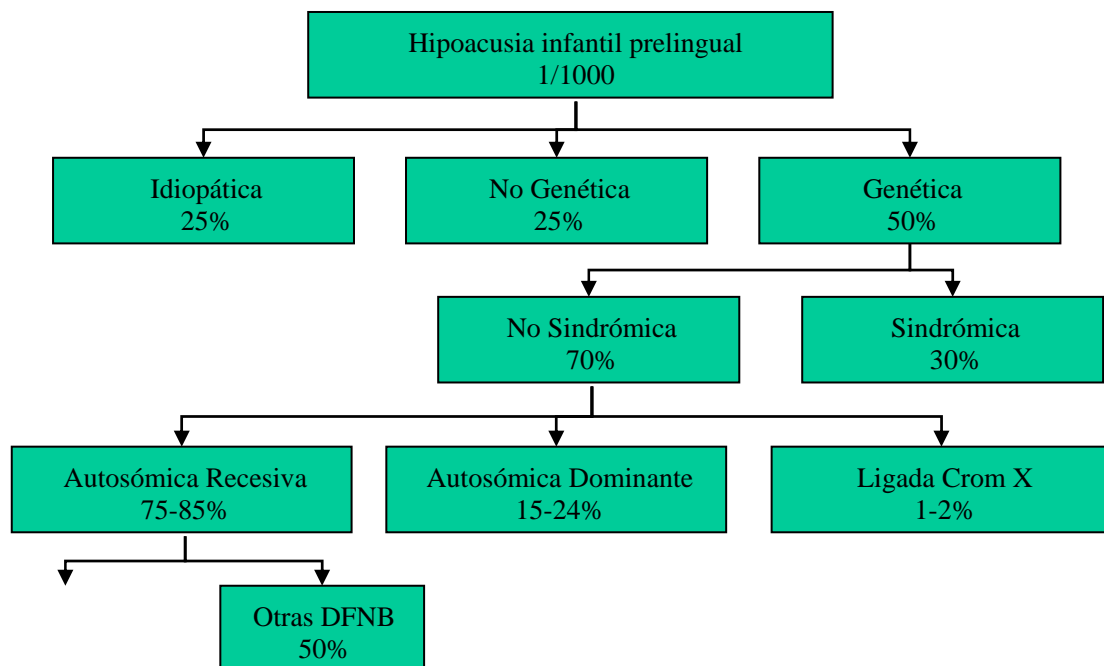 Hipoacusia infantil prelingual
1/1000
Idiopática
25%
No Genética
25%
Genética
50%
No Sindrómica
70%
Sindrómica
30%
Autosómica Recesiva
75-85%
Autosómica Dominante
15-24%
Ligada Crom X
1-2%
Otras DFNB
50%